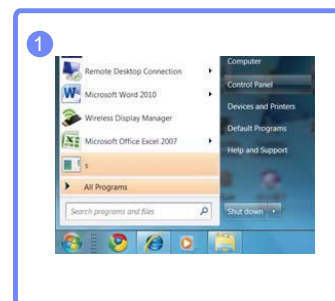 1
Remote Desktop Connection
Microsoft Word 2010
Wireless Display Manager
Microsoft Office Excel 2007
s
All Programs
Search programs and files
Computer
Control Panel
Devices and Printers
Default Programs
Help and Support
Shut down